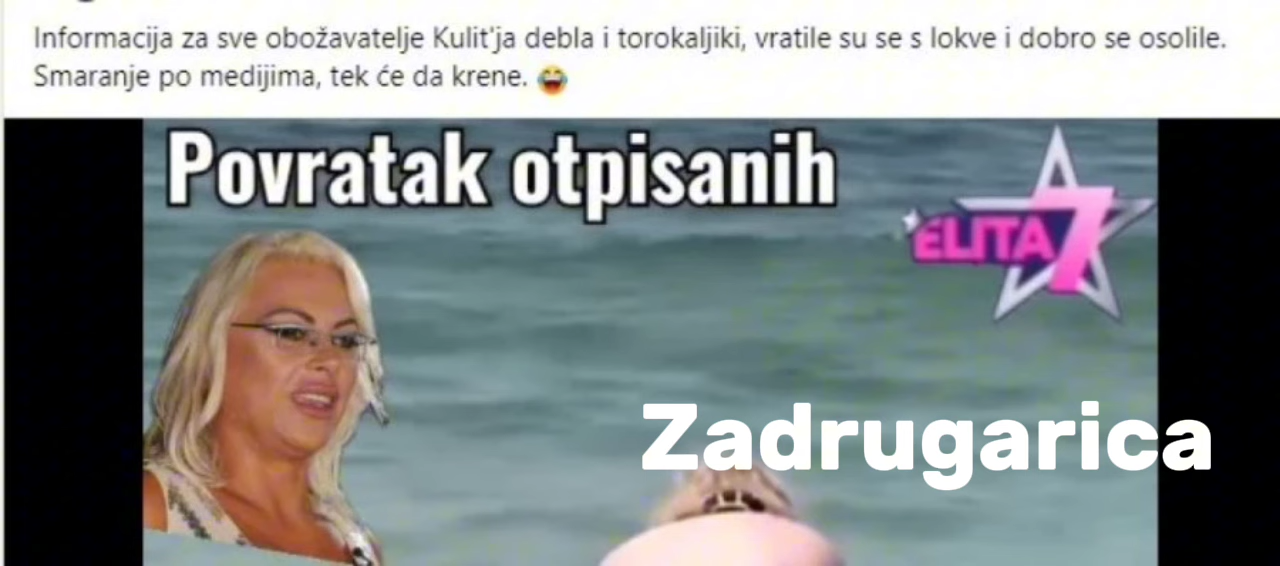 Informacija za sve obožavatelje Kulit'ja debla i torokaljiki, vratile su se s lokve i dobro se osolile.
Smaranje po medijima, tek će da krene. 😂
Povratak otpisanih
ELITA 7
Zadrugarica